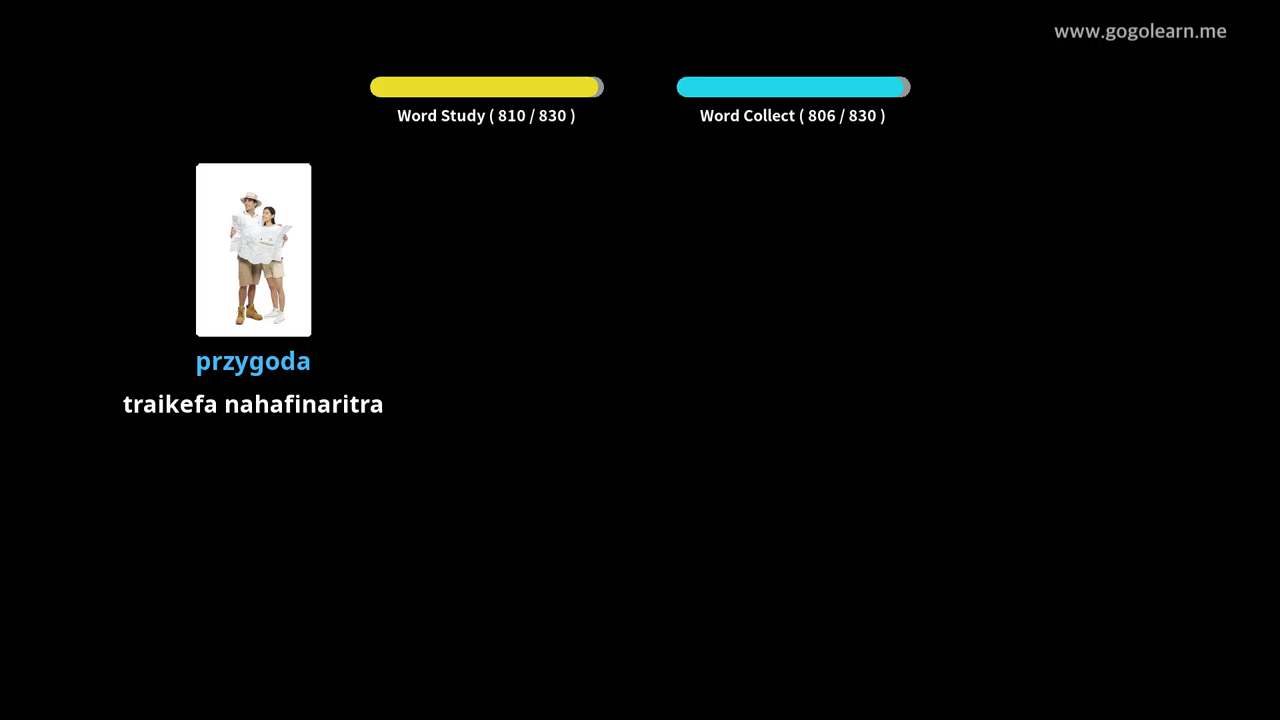 www.gogolearn.me
Word Study ( 810 / 830 )
Word Collect ( 806 / 830 )
przygoda
traikefa nahafinaritra